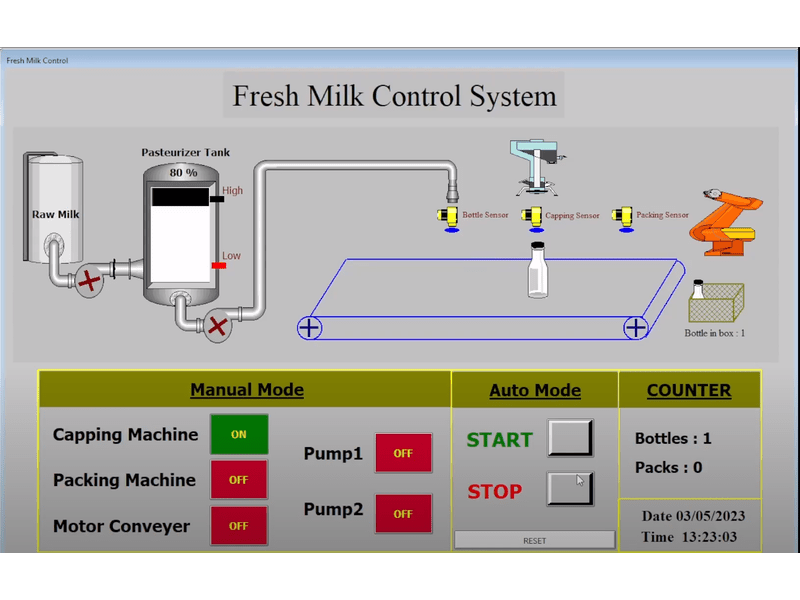 Fresh Milk Control
Fresh Milk Control System
Pasteurizer Tank
80 %
High
Raw Milk
Bottle Sensor
Capping Sensor
Packing Sensor
Low
Bottle in box : 1
Manual Mode
Auto Mode
COUNTER
Capping Machine
ON
Pump1
OFF
START
Bottles : 1
Packs : 0
Packing Machine
OFF
STOP
Pump2
OFF
Motor Conveyer
OFF
RESET
Date 03/05/2023
Time 13:23:03